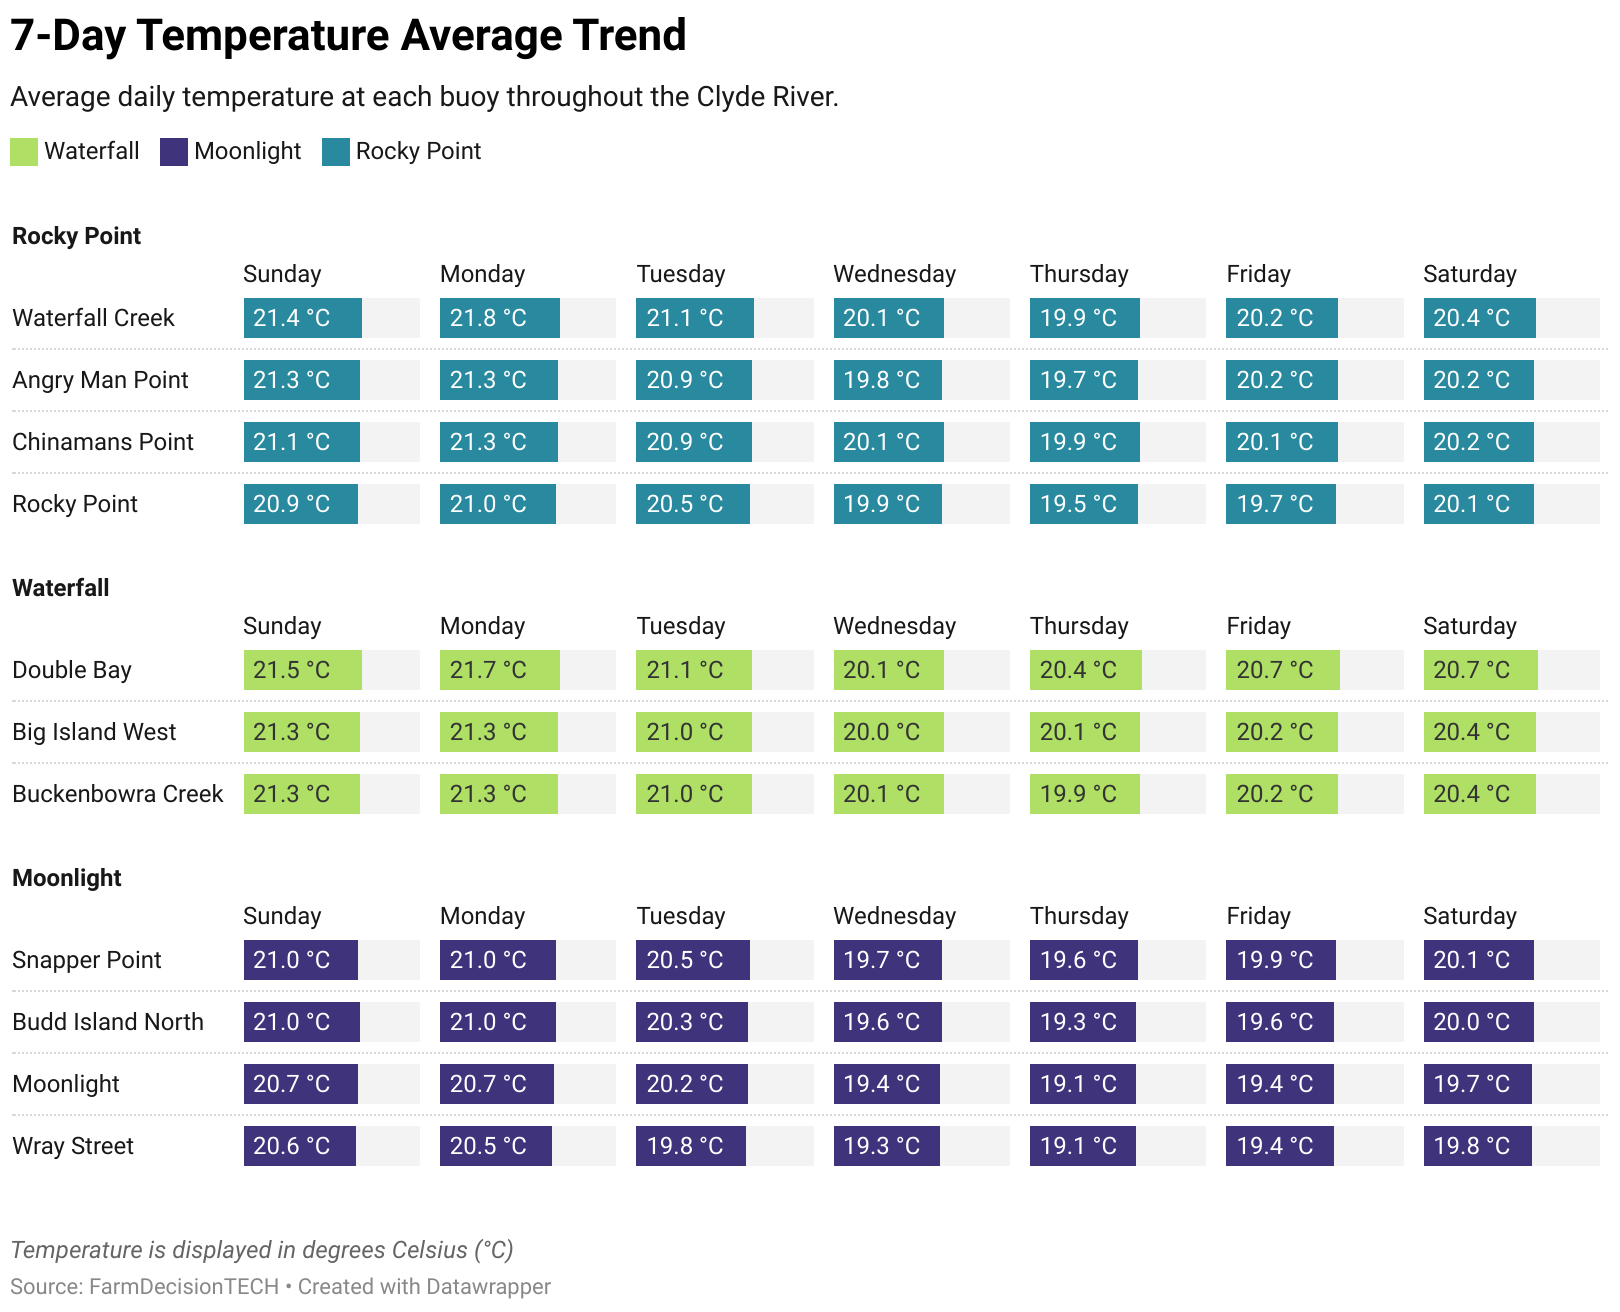 7-Day Temperature Average Trend
Average daily temperature at each buoy throughout the Clyde River.
Waterfall Moonlight Rocky Point
Rocky Point
Sunday Monday Tuesday Wednesday Thursday Friday Saturday
Waterfall Creek 21.4 °C 21.8 °C 21.1 °C 20.1 °C 19.9 °C 20.2 °C 20.4 °C
Angry Man Point 21.3 °C 21.3 °C 20.9 °C 19.8 °C 19.7 °C 20.2 °C 20.2 °C
Chinamans Point 21.1 °C 21.3 °C 20.9 °C 20.1 °C 19.9 °C 20.1 °C 20.2 °C
Rocky Point 20.9 °C 21.0 °C 20.5 °C 19.9 °C 19.5 °C 19.7 °C 20.1 °C
Waterfall
Sunday Monday Tuesday Wednesday Thursday Friday Saturday
Double Bay 21.5 °C 21.7 °C 21.1 °C 20.1 °C 20.4 °C 20.7 °C 20.7 °C
Big Island West 21.3 °C 21.3 °C 21.0 °C 20.0 °C 20.1 °C 20.2 °C 20.4 °C
Buckenbowra Creek 21.3 °C 21.3 °C 21.0 °C 20.1 °C 19.9 °C 20.2 °C 20.4 °C
Moonlight
Sunday Monday Tuesday Wednesday Thursday Friday Saturday
Snapper Point 21.0 °C 21.0 °C 20.5 °C 19.7 °C 19.6 °C 19.9 °C 20.1 °C
Budd Island North 21.0 °C 21.0 °C 20.3 °C 19.6 °C 19.3 °C 19.6 °C 20.0 °C
Moonlight 20.7 °C 20.7 °C 20.2 °C 19.4 °C 19.1 °C 19.4 °C 19.7 °C
Wray Street 20.6 °C 20.5 °C 19.8 °C 19.3 °C 19.1 °C 19.4 °C 19.8 °C
Temperature is displayed in degrees Celsius (°C)
Source: FarmDecisionTECH • Created with Datawrapper